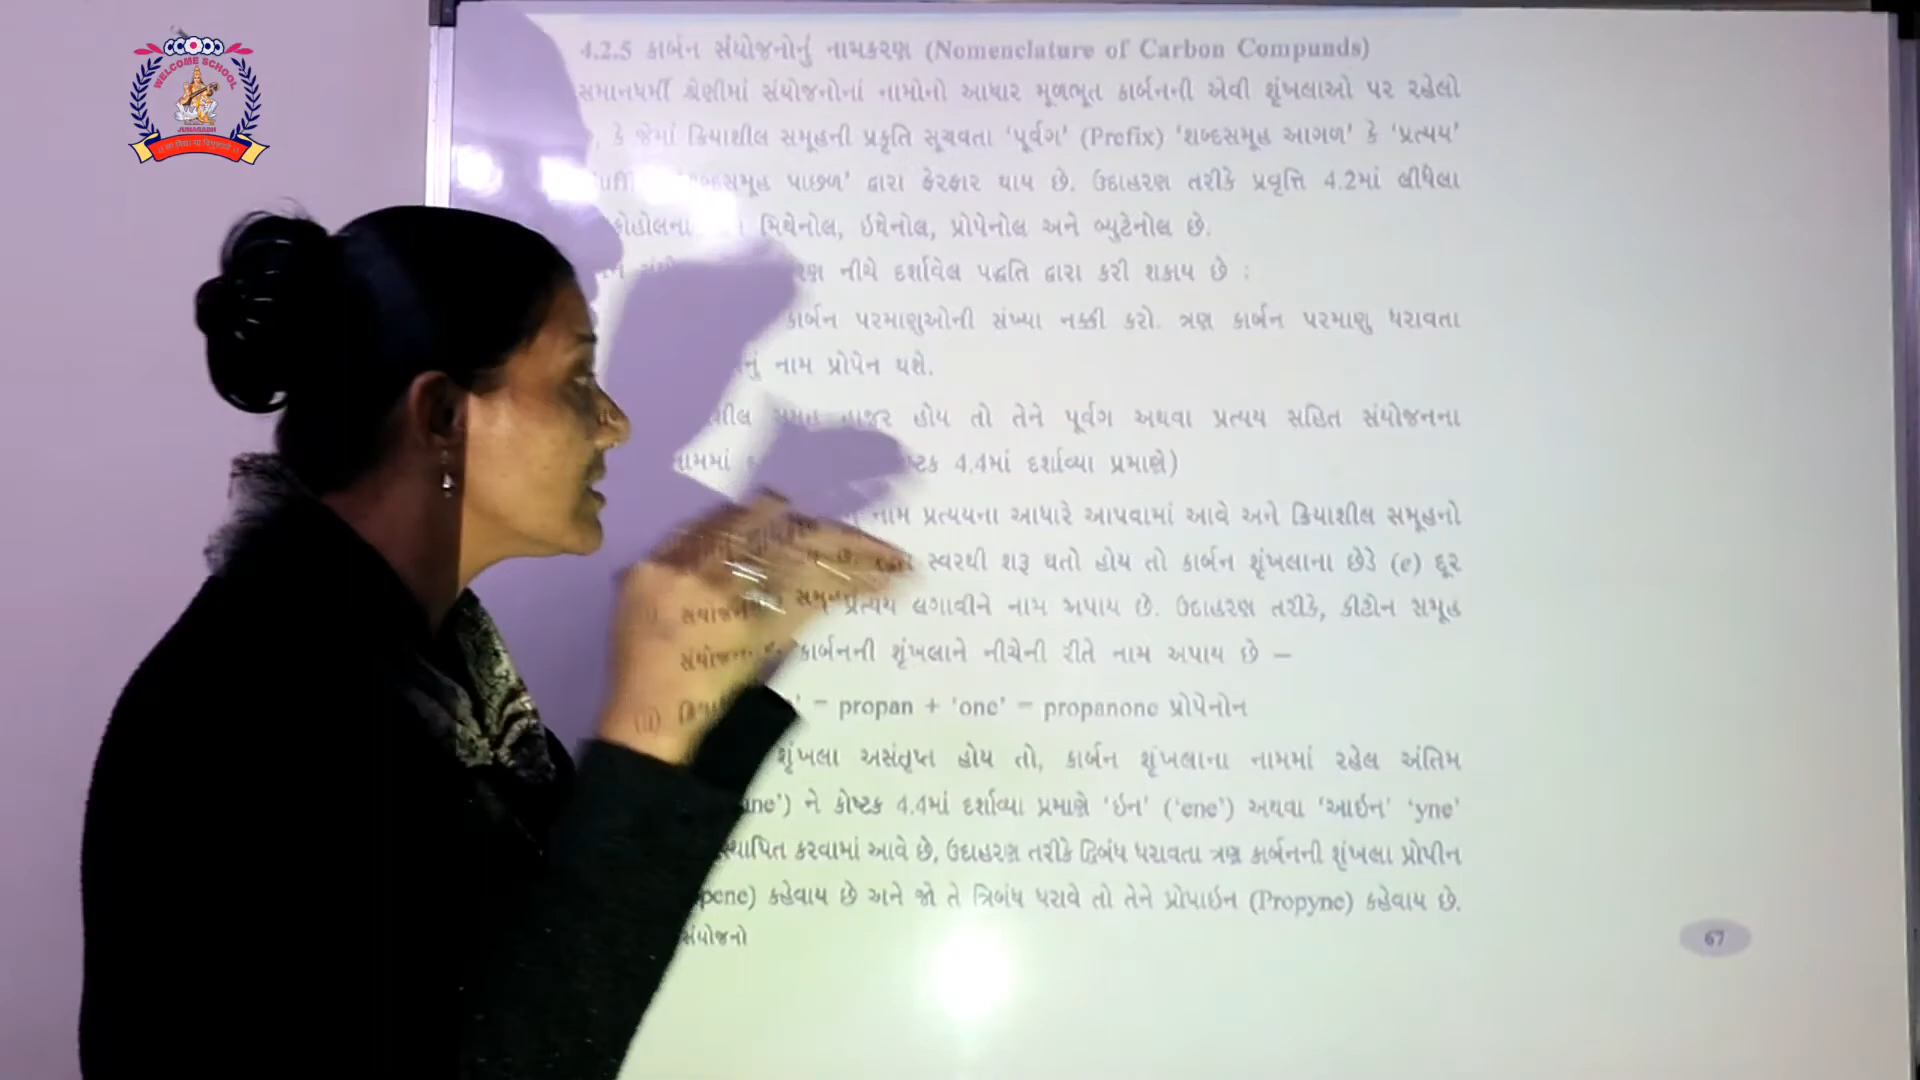 WELCOME SCHOOL
JUNAGADH
4.2.5 કાર્બન સંયોજનોનું નામકરણ (Nomenclature of Carbon Compunds)
સમાનધર્મી શ્રેણીમાં સંયોજનોનાં નામોનો આધાર મૂળભૂત કાર્બનની એવી શૃંખલાઓ પર રહેલો
, કે જેમાં ક્રિયાશીલ સમૂહની પ્રકૃતિ સૂચવતા ‘પૂર્વગ’ (Prefix) ‘શબ્દસમૂહ આગળ’ કે ‘પ્રત્યય’
પાછળ’ દ્વારા ફેરફાર થાય છે. ઉદાહરણ તરીકે પ્રવૃત્તિ 4.2માં લીધેલા
મિથેનોલ, ઇથેનોલ, પ્રોપેનોલ અને બ્યુટેનોલ છે.
નીચે દર્શાવેલ પદ્ધતિ દ્વારા કરી શકાય છે :
કાર્બન પરમાણુઓની સંખ્યા નક્કી કરો. ત્રણ કાર્બન પરમાણુ ધરાવતા
નામ પ્રોપેન થશે.
હોય તો તેને પૂર્વગ અથવા પ્રત્યય સહિત સંયોજનના
4.4માં દર્શાવ્યા પ્રમાણે)
નામ પ્રત્યયના આધારે આપવામાં આવે અને ક્રિયાશીલ સમૂહનો
સ્વરથી શરૂ થતો હોય તો કાર્બન શૃંખલાના છેડે (e) દૂર
પ્રત્યય લગાવીને નામ અપાય છે. ઉદાહરણ તરીકે, કીટોન સમૂહ
કાર્બનની શૃંખલાને નીચેની રીતે નામ અપાય છે –
– propan + ‘one’ = propanone પ્રોપેનોન
શૃંખલા અસંતૃપ્ત હોય તો, કાર્બન શૃંખલાના નામમાં રહેલ અંતિમ
ને કોષ્ટક 4.4માં દર્શાવ્યા પ્રમાણે ‘ઇન’ (‘ene’) અથવા ‘આઇન’ ‘yne’
કરવામાં આવે છે, ઉદાહરણ તરીકે દ્વિબંધ ધરાવતા ત્રણ કાર્બનની શૃંખલા પ્રોપીન
કહેવાય છે અને જો તે ત્રિબંધ ધરાવે તો તેને પ્રોપાઇન (Propyne) કહેવાય છે.
સંયોજનો
67